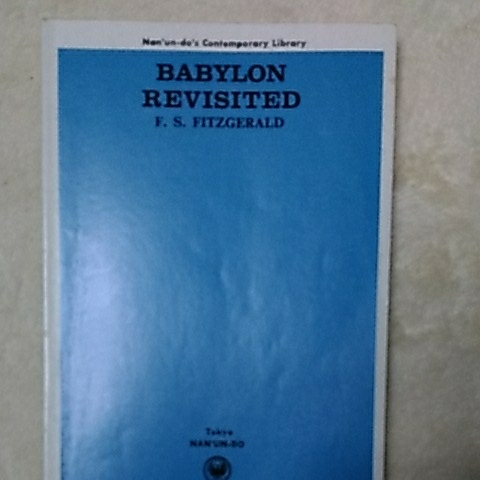 Nan'un-do's Contemporary Library
BABYLON
REVISITED
F. S. FITZGERALD
Tokyo
NAN'UN-DO